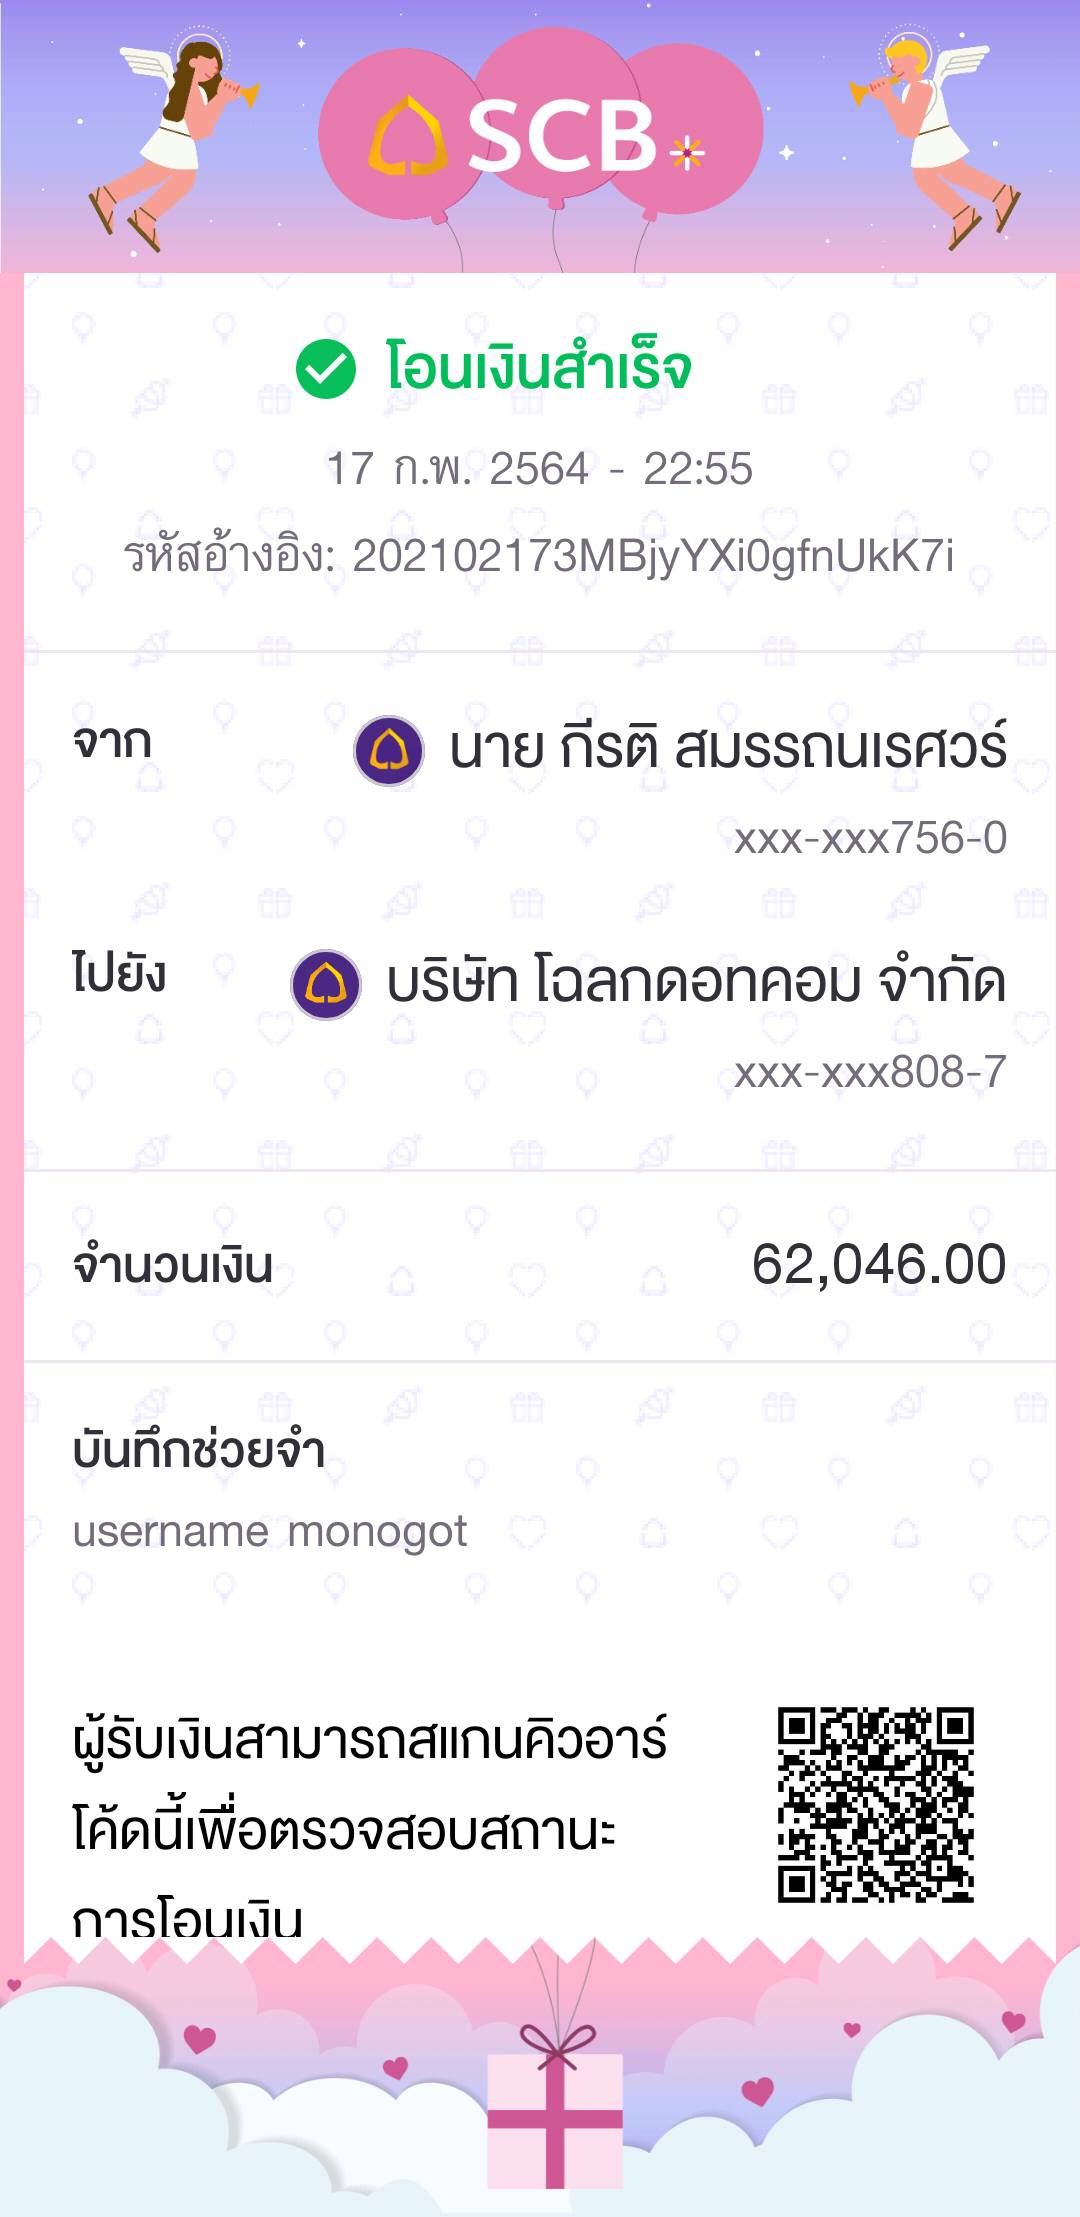 SCB
โอนเงินสำเร็จ
17 ก.พ. 2564 - 22:55
รหัสอ้างอิง: 202102173MBjyYXi0gfnUkK7i
จาก
นาย กีรติ สมรรถนเรศวร์
xxx-xxx756-0
ไปยัง
บริษัท โฉลกดอทคอม จำกัด
xxx-xxx808-7
จำนวนเงิน
62,046.00
บันทึกช่วยจำ
username monogot
ผู้รับเงินสามารถสแกนคิวอาร์
โค้ดนี้เพื่อตรวจสอบสถานะ
การโอนเงิน